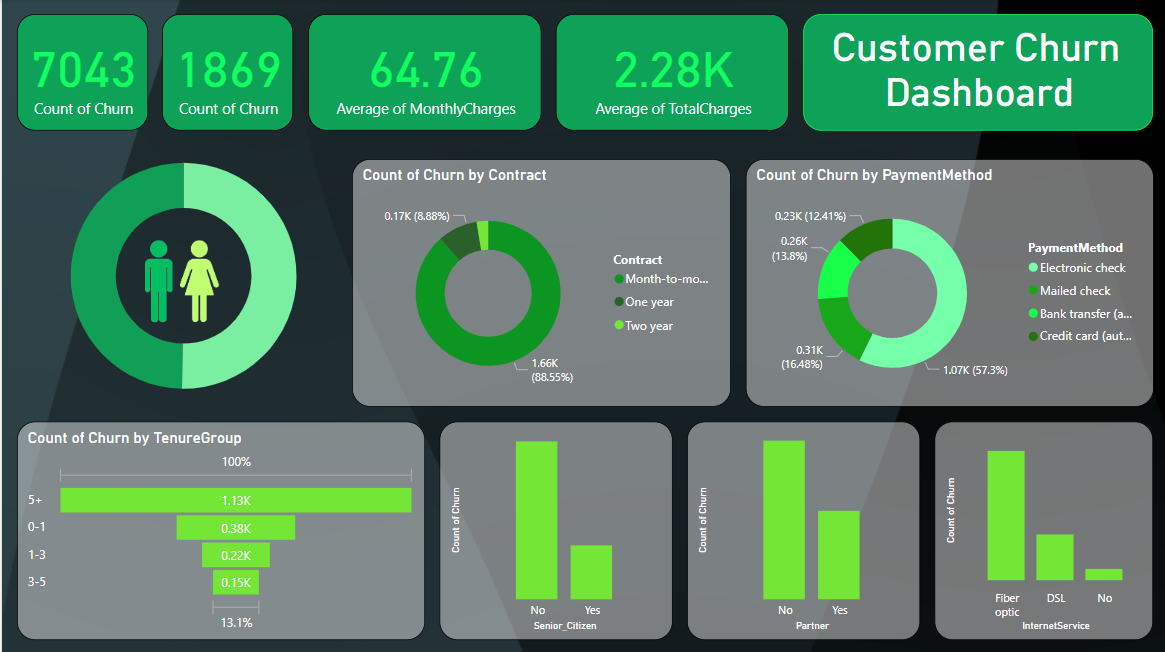 7043
Count of Churn
1869
Count of Churn
64.76
Average of MonthlyCharges
2.28K
Average of TotalCharges
Customer Churn
Dashboard
Count of Churn by Contract
0.17K (8.88%)
1.66K
(88.55%)
Contract
Month-to-mo...
One year
Two year
Count of Churn by PaymentMethod
0.23K (12.41%)
0.26K
(13.8%)
0.31K
(16.48%)
1.07K (57.3%)
PaymentMethod
Electronic check
Mailed check
Bank transfer (a...
Credit card (aut...
Count of Churn by TenureGroup
100%
5+ 1.13K
0-1 0.38K
1-3 0.22K
3-5 0.15K
13.1%
Count of Churn
No Yes
Senior_Citizen
Count of Churn
No Yes
Partner
Count of Churn
Fiber
optic
DSL
No
InternetService